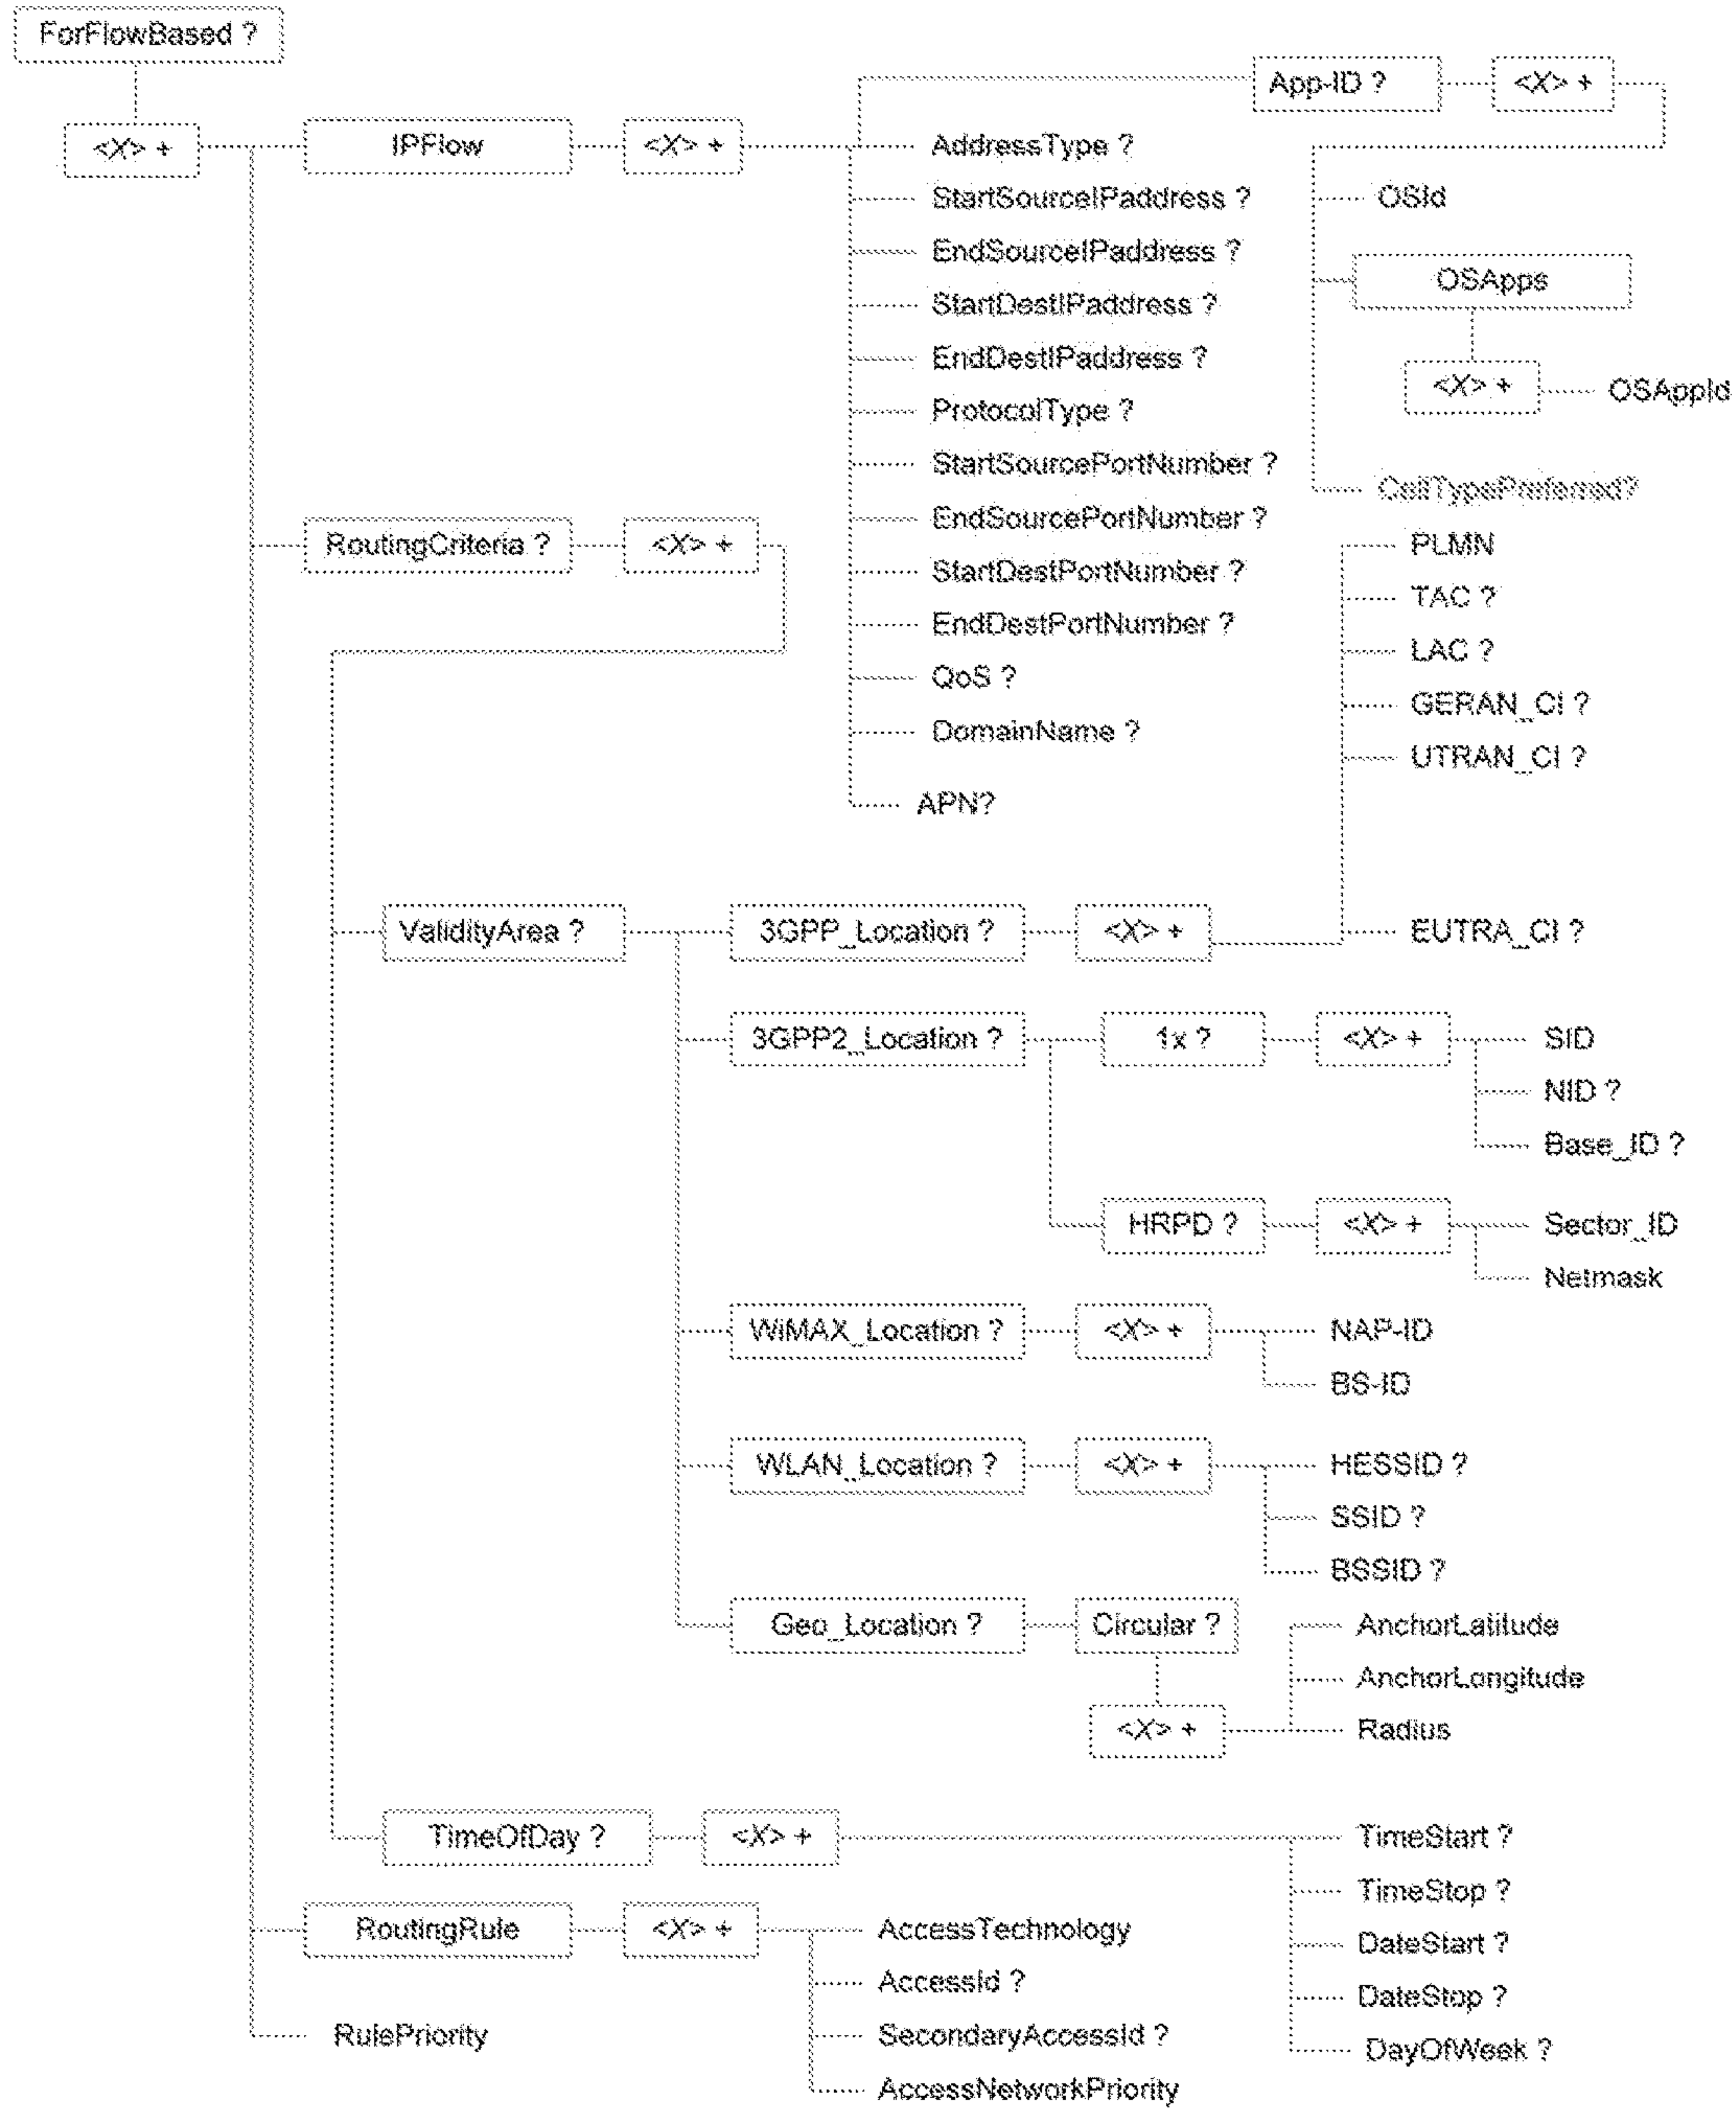 ForFlowBased ?
<X> +
IPFlow
<X> +
App-ID ?
<X> +
AddressType ?
StartSourceIPaddress ?
EndSourceIPaddress ?
StartDestIPaddress ?
EndDestIPaddress ?
ProtocolType ?
StartSourcePortNumber ?
EndSourcePortNumber ?
StartDestPortNumber ?
EndDestPortNumber ?
QoS ?
DomainName ?
APN?
OSId
OSApps
<X> +
OSAppId
CellTypePreferred?
RoutingCriteria ?
<X> +
ValidityArea ?
3GPP_Location ?
<X> +
PLMN
TAC ?
LAC ?
GERAN_CI ?
UTRAN_CI ?
EUTRA_CI ?
3GPP2_Location ?
1x ?
<X> +
SID
NID ?
Base_ID ?
HRPD ?
<X> +
Sector_ID
Netmask
WiMAX_Location ?
<X> +
NAP-ID
BS-ID
WLAN_Location ?
<X> +
HESSID ?
SSID ?
BSSID ?
Geo_Location ?
Circular ?
<X> +
AnchorLatitude
AnchorLongitude
Radius
TimeOfDay ?
<X> +
TimeStart ?
TimeStop ?
DateStart ?
DateStop ?
DayOfWeek ?
RoutingRule
<X> +
AccessTechnology
AccessId ?
SecondaryAccessId ?
AccessNetworkPriority
RulePriority